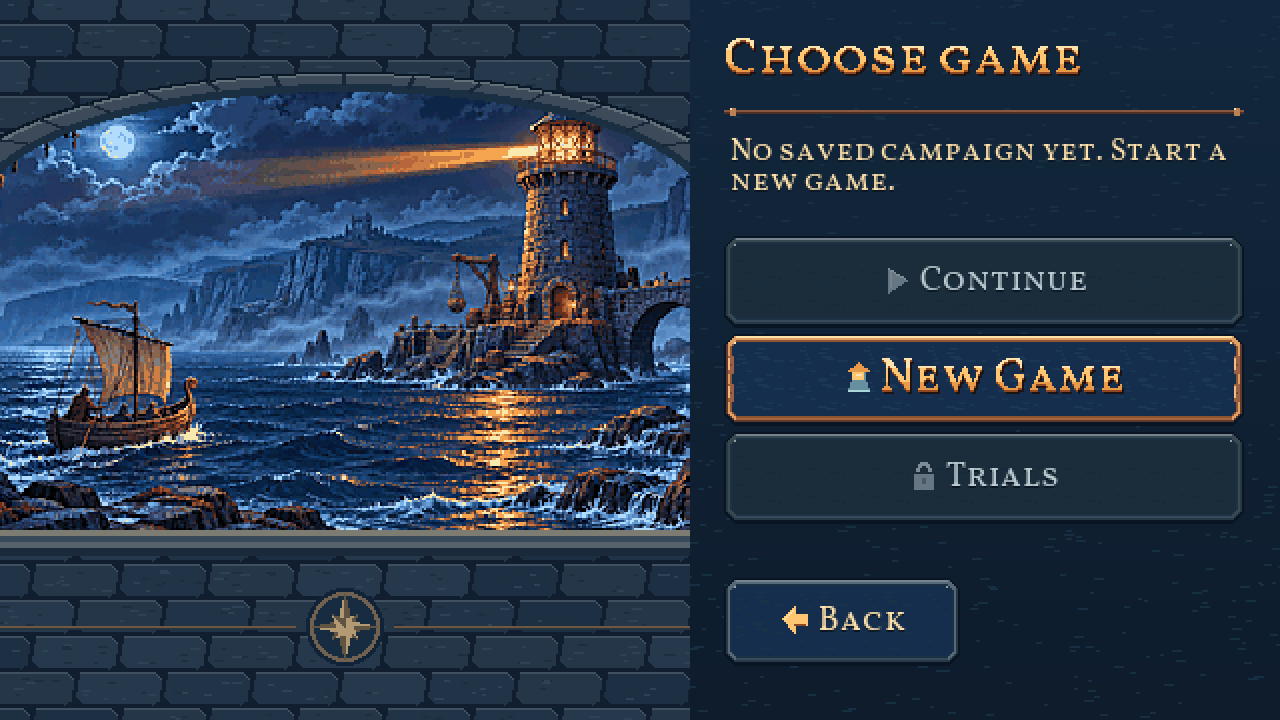 Choose game
No saved campaign yet. Start a
new game.
Continue
New Game
Trials
Back